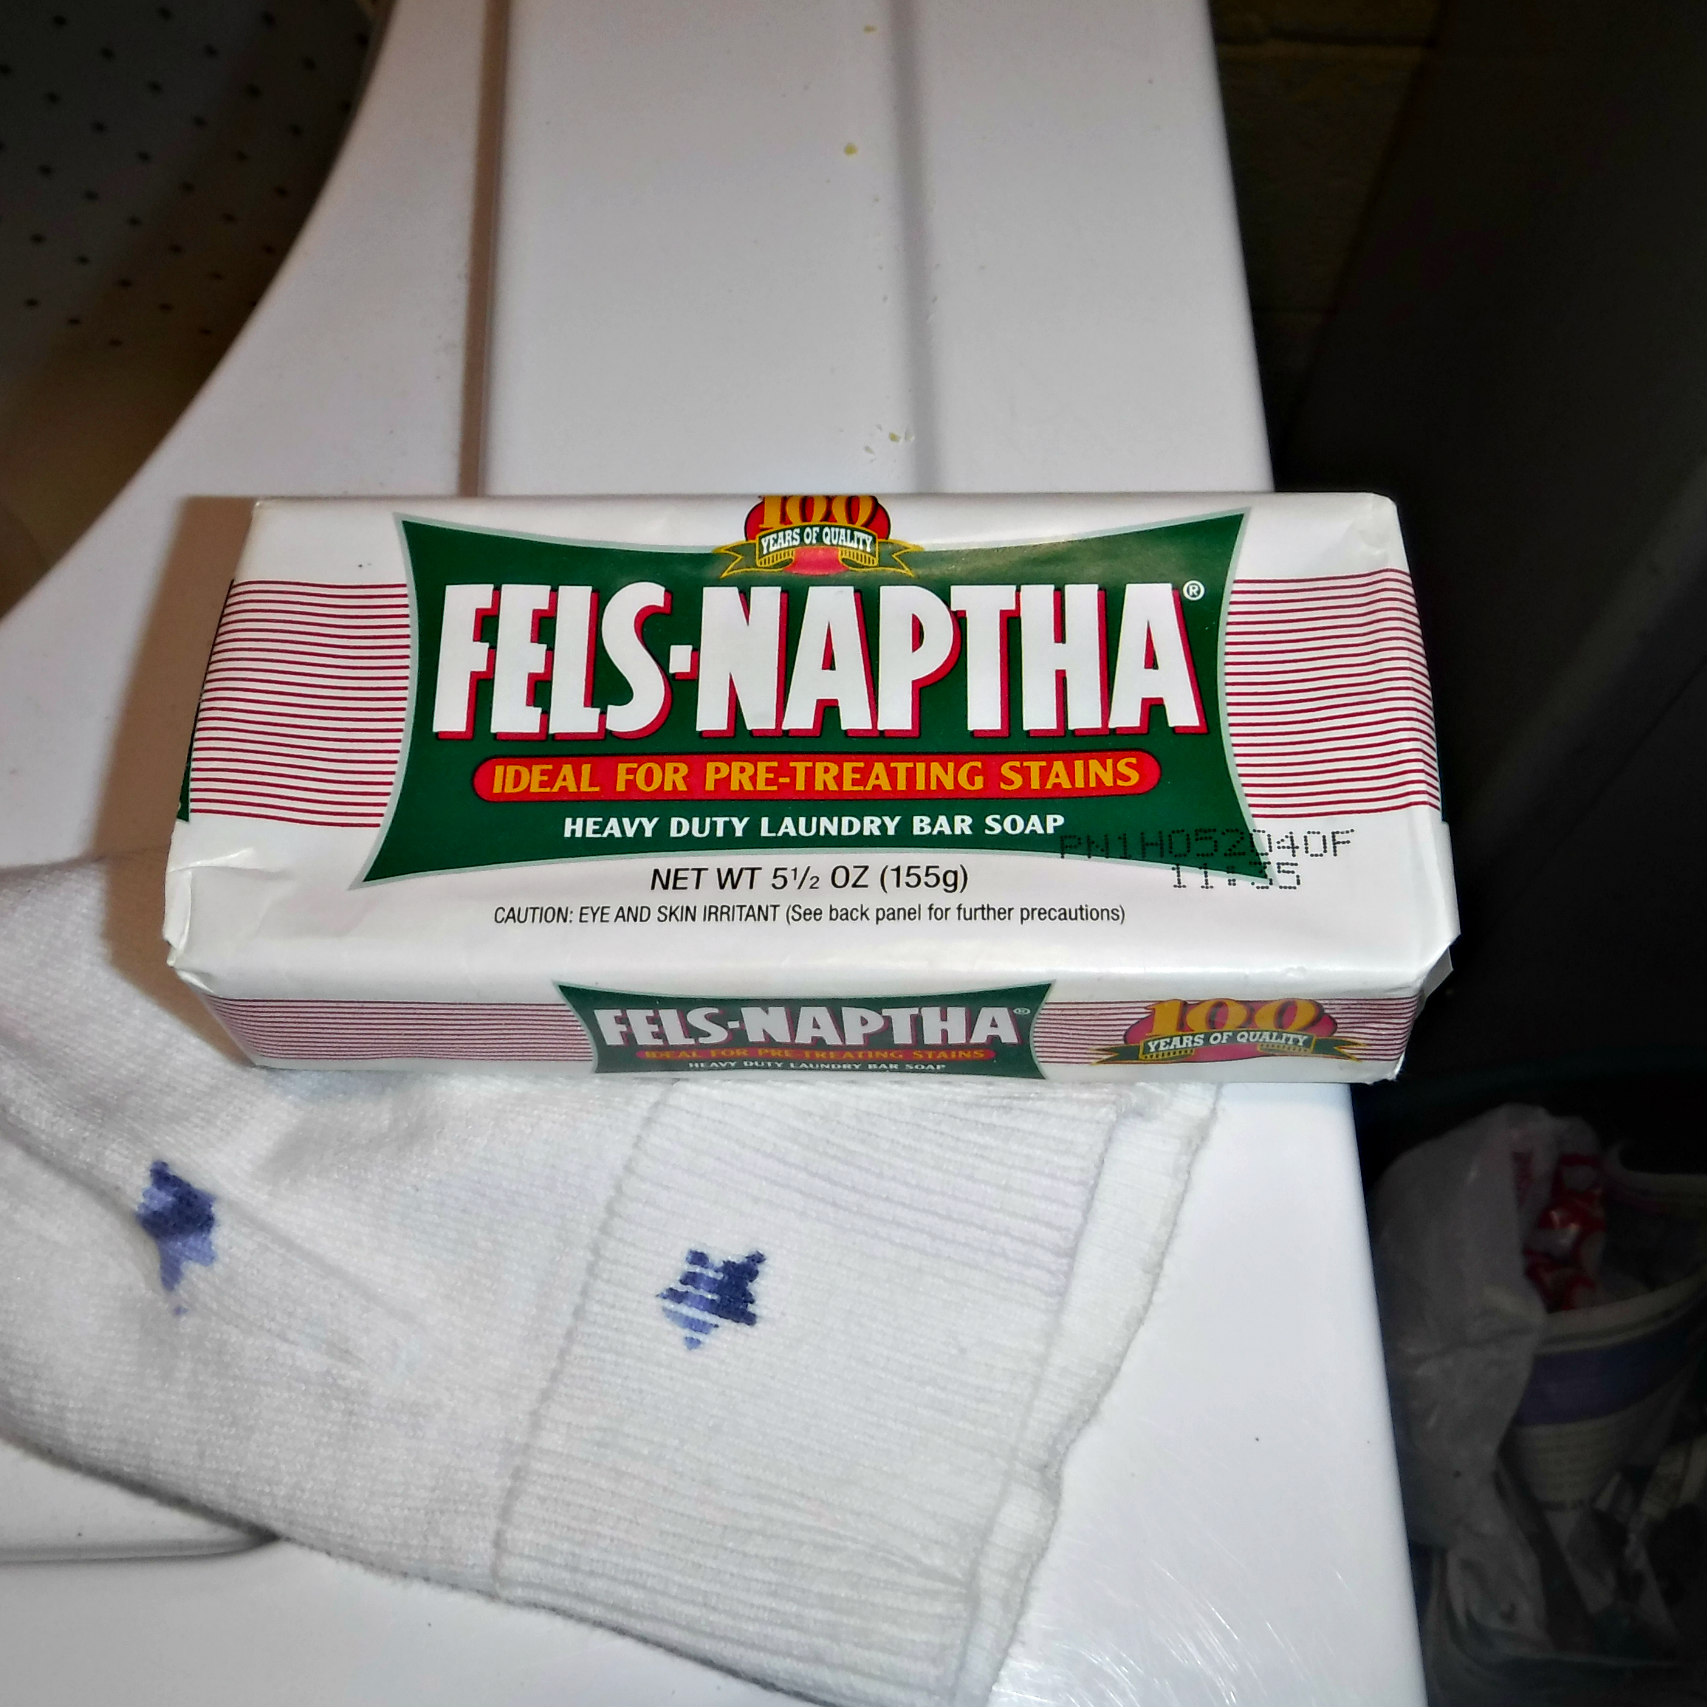 100
YEARS OF QUALITY
FELS-NAPTHA®
IDEAL FOR PRE-TREATING STAINS
HEAVY DUTY LAUNDRY BAR SOAP
PN1H052040F
11:35
NET WT 5½ OZ (155g)
CAUTION: EYE AND SKIN IRRITANT (See back panel for further precautions)
FELS-NAPTHA®
IDEAL FOR PRE-TREATING STAINS
HEAVY DUTY LAUNDRY BAR SOAP
100
YEARS OF QUALITY